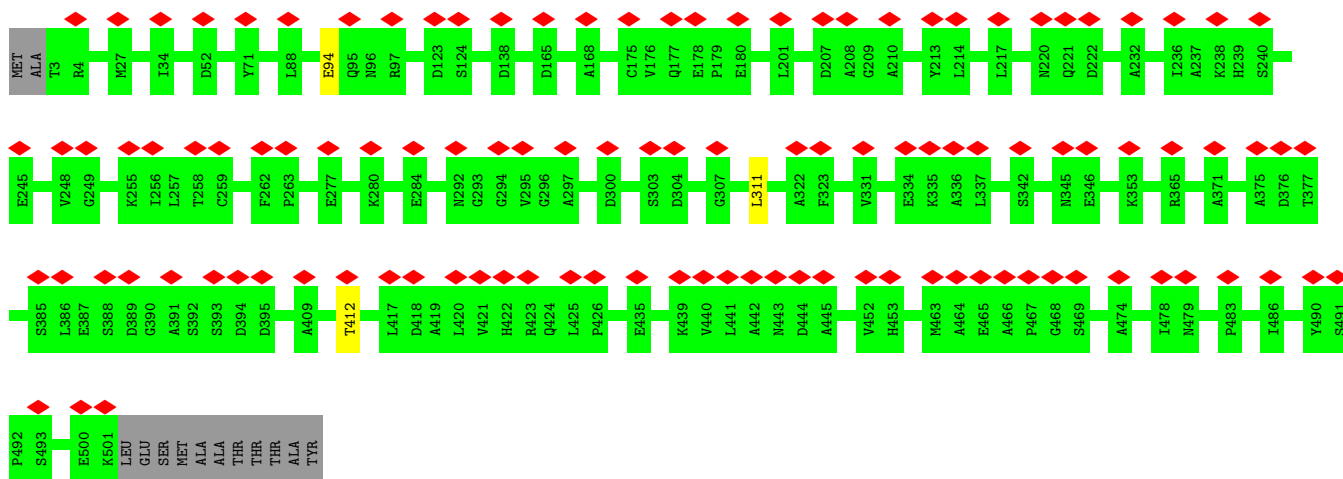 MET ALA T3 R4 M27 I34 D52 Y71 L88 E94 Q95 N96 R97 D123 S124 D138 D165 A168 C175 V176 Q177 E178 P179 E180 L201 D207 A208 G209 A210 Y213 L214 L217 N220 Q221 D222 A232 I236 A237 K238 H239 S240
E245 V248 G249 K255 I256 L257 T258 C259 F262 P263 E277 K280 E284 N292 G293 G294 V295 G296 A297 D300 S303 D304 G307 L311 A322 F323 V331 E334 K335 A336 L337 S342 N345 E346 K353 R365 A371 A375 D376 T377
S385 L386 E387 S388 D389 G390 A391 S392 S393 D394 D395 A409 T412 L417 D418 A419 L420 V421 H422 R423 Q424 L425 P426 E435 K439 V440 L441 A442 N443 D444 A445 V452 H453 M463 A464 E465 A466 P467 G468 S469 A474 I478 N479 P483 I486 Y490 S491
P492 S493 E500 K501 LEU GLU SER MET ALA ALA THR THR THR ALA TYR